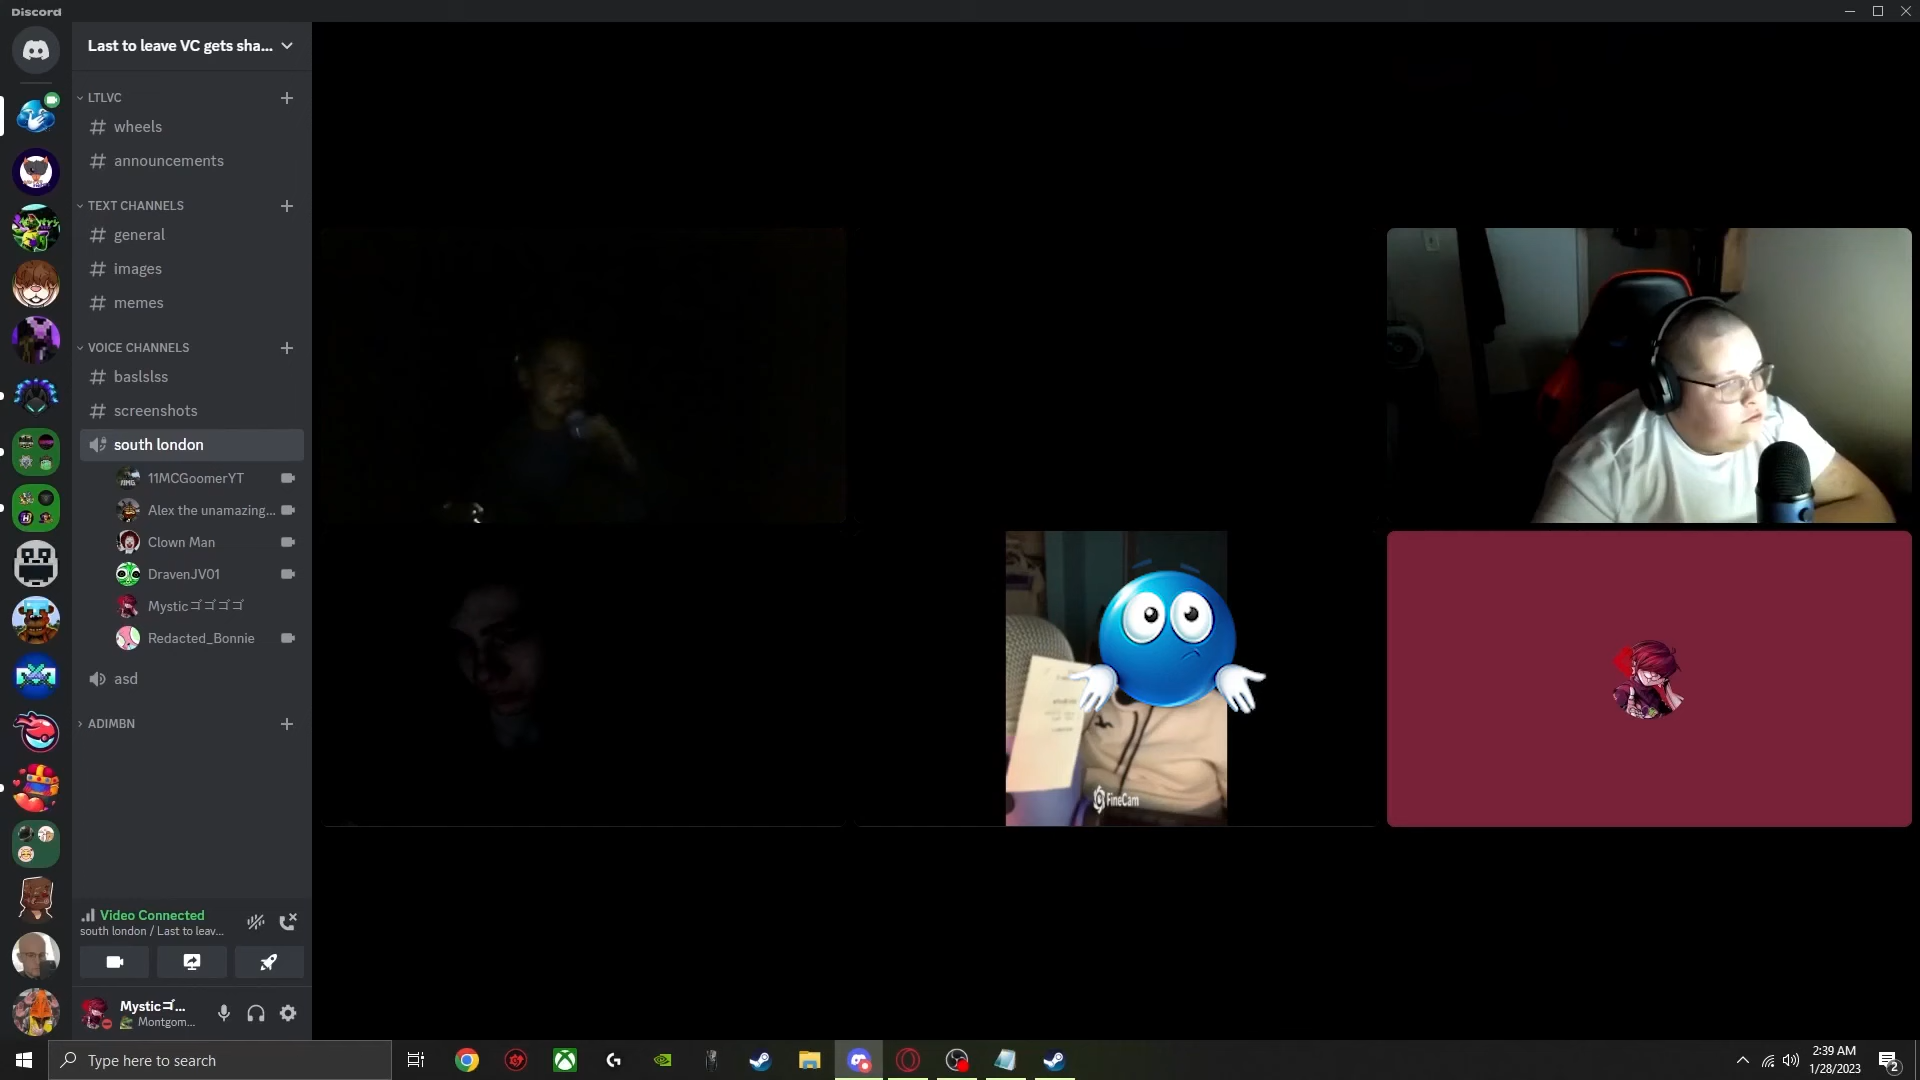 Discord
Last to leave VC gets sha...
LTLVC
wheels
announcements
TEXT CHANNELS
general
images
memes
VOICE CHANNELS
baslslss
screenshots
south london
11MCGoomerYT
Alex the unamazing...
Clown Man
DravenJV01
Mysticゴゴゴゴ
Redacted_Bonnie
asd
ADIMBN
FineCam
Video Connected
south london / Last to leav...
Mysticゴ...
Montgom...
Type here to search
2:39 AM
1/28/2023
2